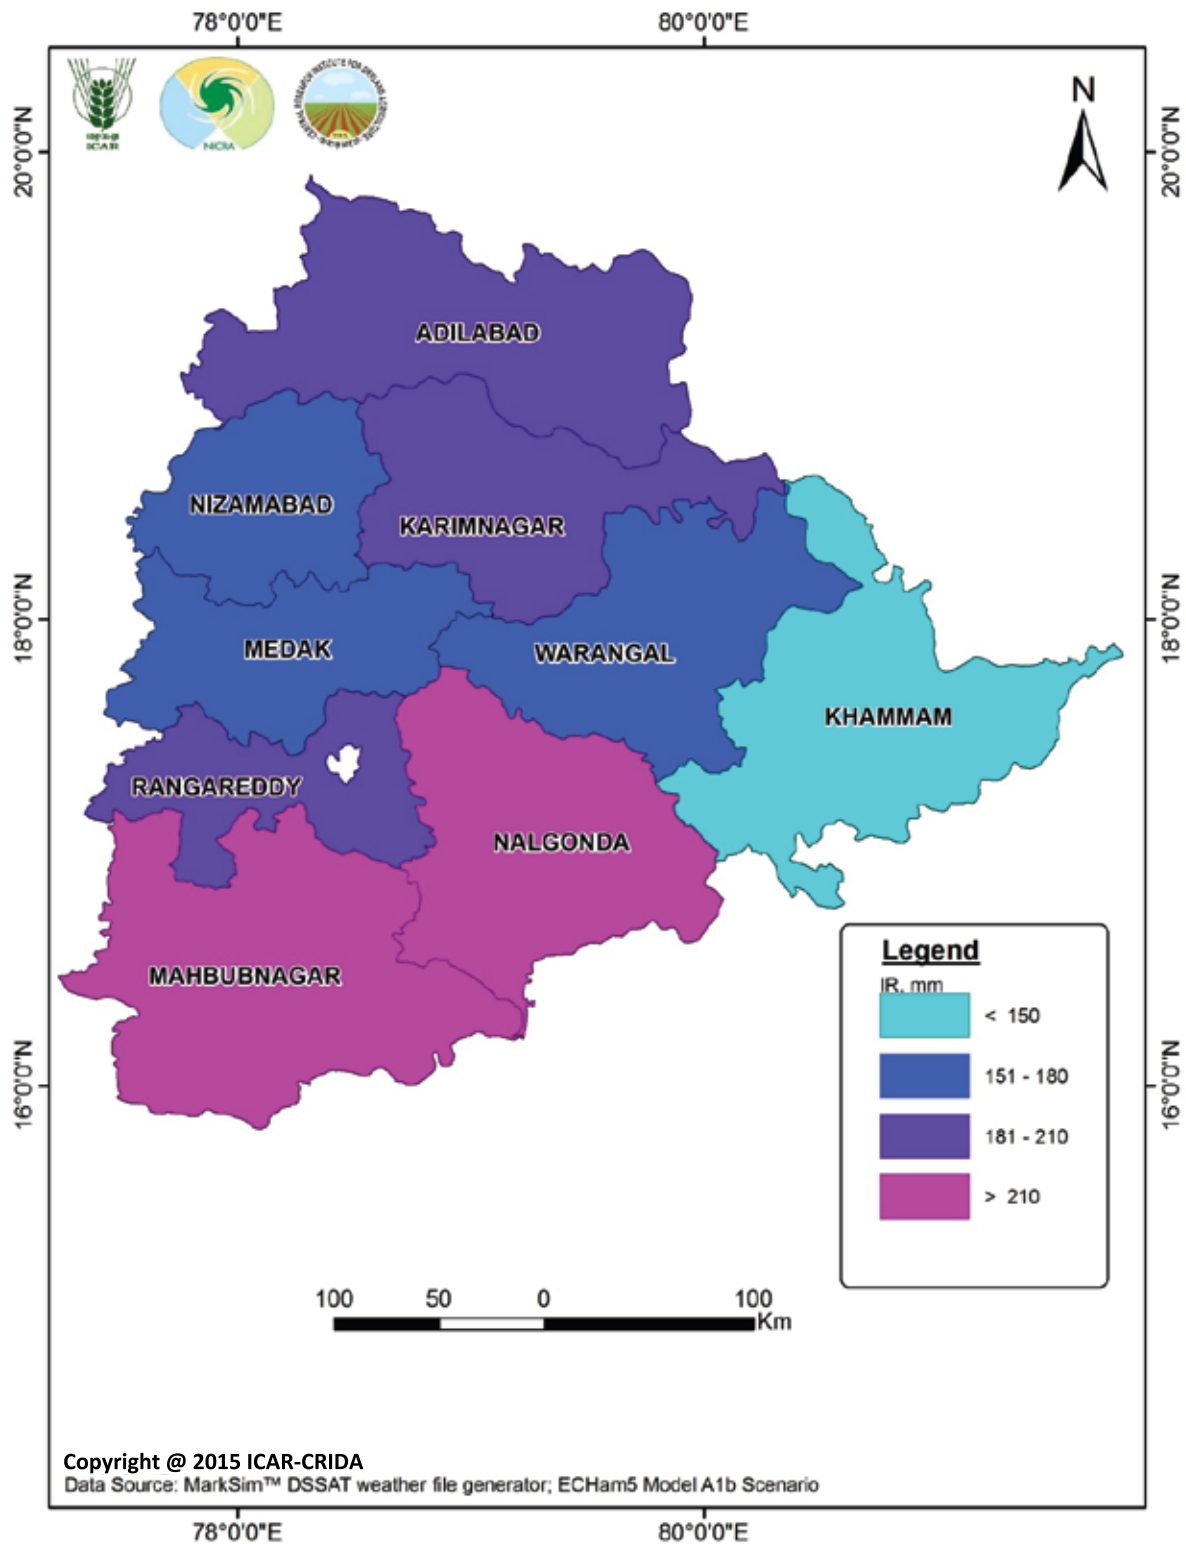 78°0'0"E 80°0'0"E
20°0'0"N 20°0'0"N
ICAR
NICRA
N
ADILABAD
NIZAMABAD
KARIMNAGAR
18°0'0"N 18°0'0"N
MEDAK
WARANGAL
KHAMMAM
RANGAREDDY
NALGONDA
MAHBUBNAGAR
Legend
IR, mm
< 150
151 - 180
181 - 210
> 210
16°0'0"N 16°0'0"N
100 50 0 100
Km
Copyright @ 2015 ICAR-CRIDA
Data Source: MarkSim™ DSSAT weather file generator; ECHam5 Model A1b Scenario
78°0'0"E 80°0'0"E